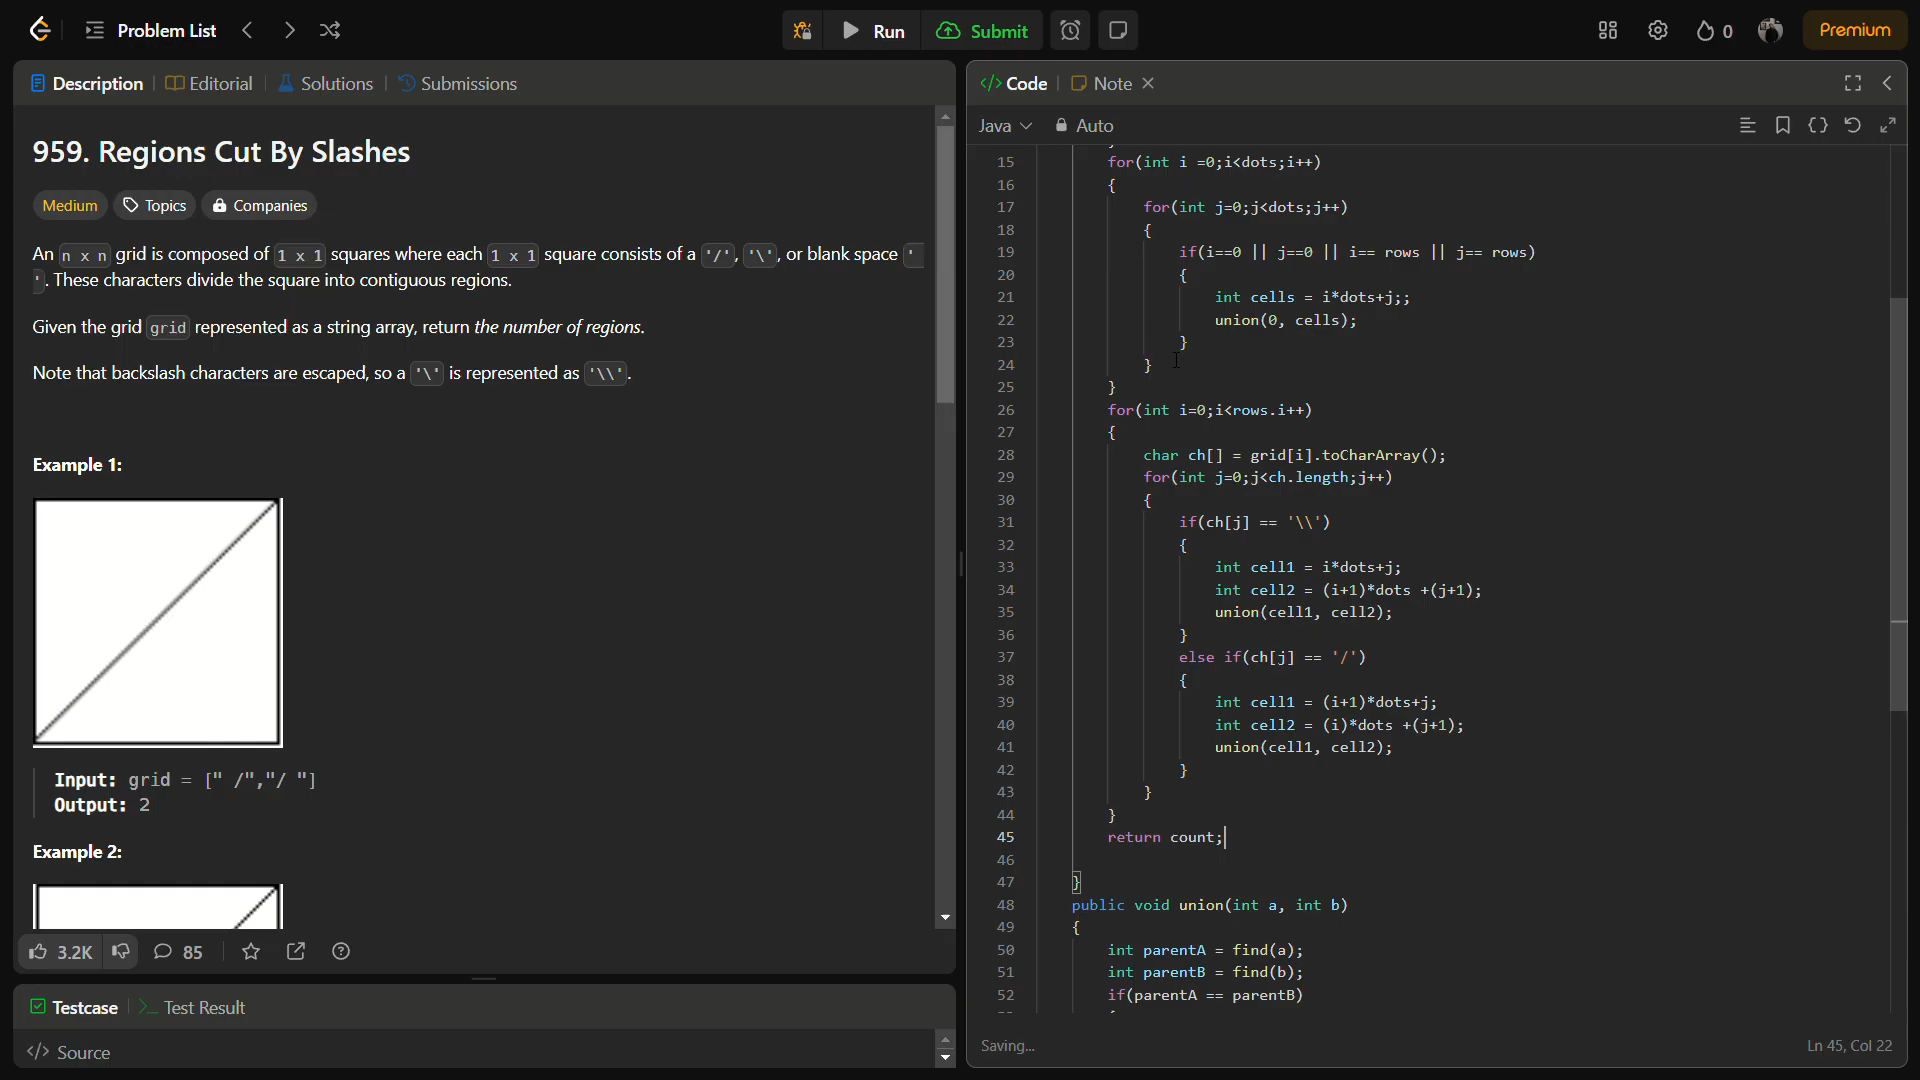 Problem List
Run
Submit
0
Premium
Description
Editorial
Solutions
Submissions
959. Regions Cut By Slashes
Medium
Topics
Companies
An n x n grid is composed of 1 x 1 squares where each 1 x 1 square consists of a '/', '\', or blank space '
'. These characters divide the square into contiguous regions.
Given the grid grid represented as a string array, return the number of regions.
Note that backslash characters are escaped, so a '\' is represented as '\\'.
Example 1:
Input: grid = [" /","/ "]
Output: 2
Example 2:
3.2K
85
Testcase
Test Result
</> Source
</> Code
Note
Java
Auto
15 for(int i =0;i<dots;i++)
16 {
17 for(int j=0;j<dots;j++)
18 {
19 if(i==0 || j==0 || i== rows || j== rows)
20 {
21 int cells = i*dots+j;;
22 union(0, cells);
23 }
24 }
25 }
26 for(int i=0;i<rows.i++)
27 {
28 char ch[] = grid[i].toCharArray();
29 for(int j=0;j<ch.length;j++)
30 {
31 if(ch[j] == '\\')
32 {
33 int cell1 = i*dots+j;
34 int cell2 = (i+1)*dots +(j+1);
35 union(cell1, cell2);
36 }
37 else if(ch[j] == '/')
38 {
39 int cell1 = (i+1)*dots+j;
40 int cell2 = (i)*dots +(j+1);
41 union(cell1, cell2);
42 }
43 }
44 }
45 return count;
46
47 }
48 public void union(int a, int b)
49 {
50 int parentA = find(a);
51 int parentB = find(b);
52 if(parentA == parentB)
Saving...
Ln 45, Col 22